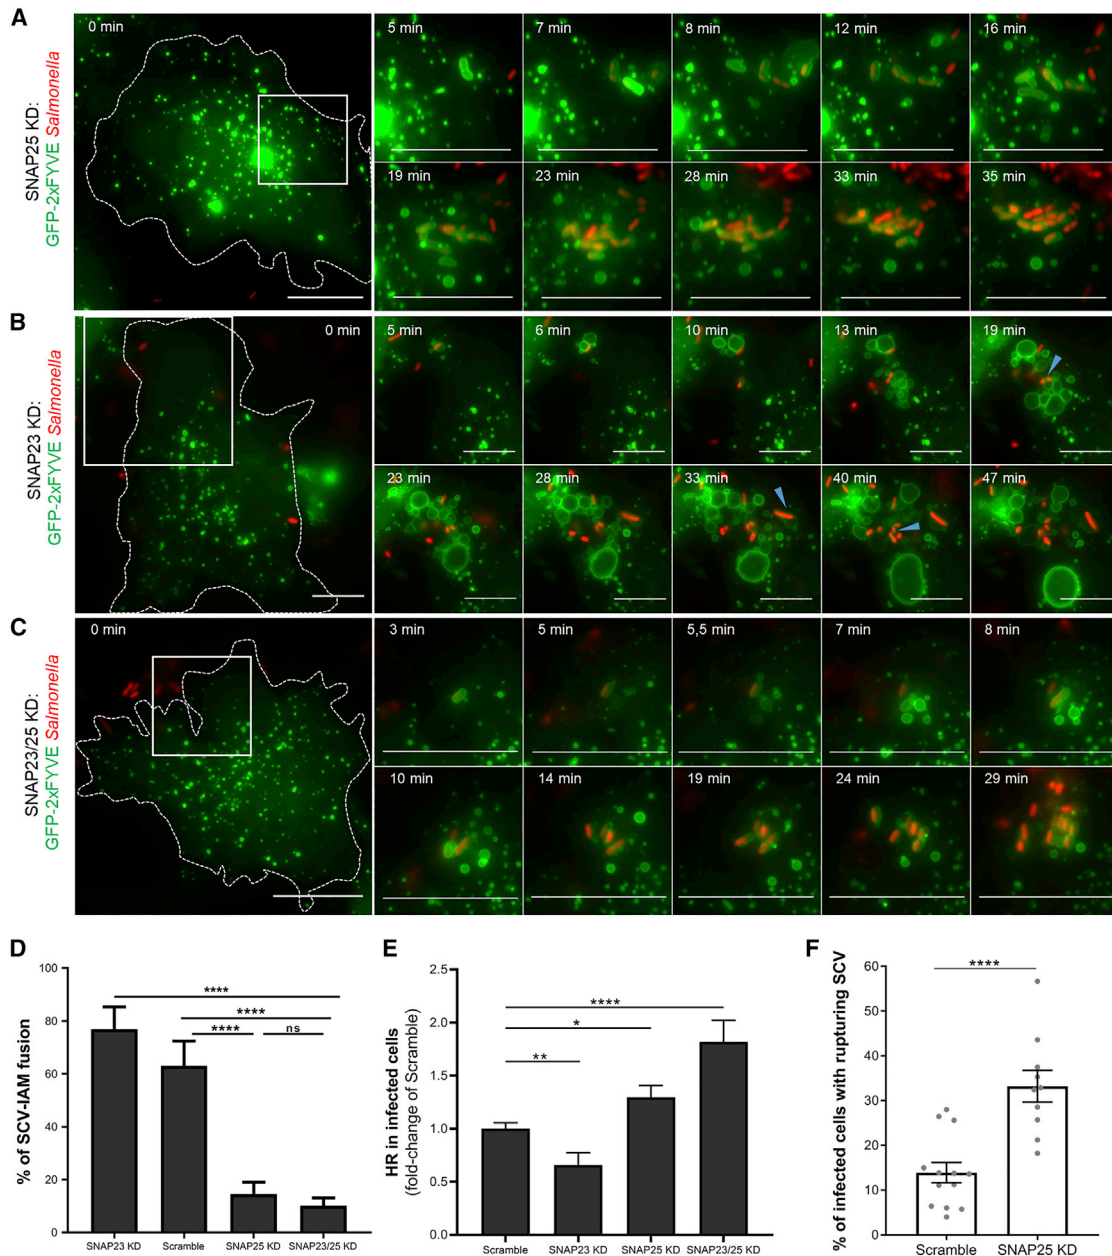 A
SNAP25 KD:
GFP-2xFYVE Salmonella
0 min
5 min
7 min
8 min
12 min
16 min
19 min
23 min
28 min
33 min
35 min
B
SNAP23 KD:
GFP-2xFYVE Salmonella
0 min
5 min
6 min
10 min
13 min
19 min
23 min
28 min
33 min
40 min
47 min
C
SNAP23/25 KD:
GFP-2xFYVE Salmonella
0 min
3 min
5 min
5,5 min
7 min
8 min
10 min
14 min
19 min
24 min
29 min
D
% of SCV-IAM fusion
100
80
60
40
20
0
****
****
****
ns
SNAP23 KD
Scramble
SNAP25 KD
SNAP23/25 KD
E
HR in infected cells
(fold-change of Scramble)
2.5
2.0
1.5
1.0
0.5
0.0
****
*
**
Scramble
SNAP23 KD
SNAP25 KD
SNAP23/25 KD
F
% of infected cells with rupturing SCV
60
50
40
30
20
10
0
****
Scramble
SNAP25 KD